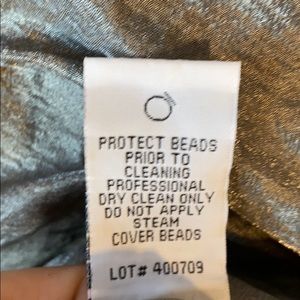 PROTECT BEADS
PRIOR TO
CLEANING
PROFESSIONAL
DRY CLEAN ONLY
DO NOT APPLY
STEAM
COVER BEADS
LOT# 400709